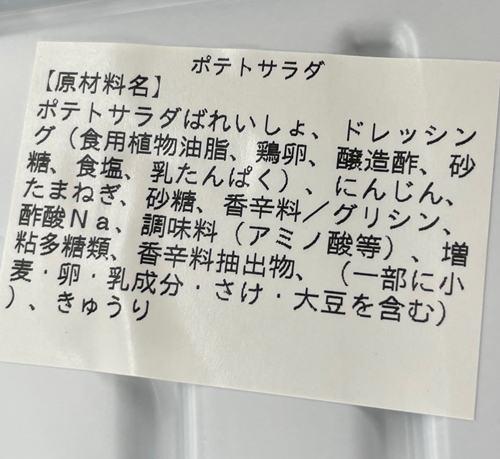 ポテトサラダ
【原材料名】
ポテトサラダばれいしょ、ドレッシン
グ（食用植物油脂、鶏卵、醸造酢、砂
糖、食塩、乳たんぱく）、にんじん、
たまねぎ、砂糖、香辛料／グリシン、
酢酸Ｎａ、調味料（アミノ酸等）、増
粘多糖類、香辛料抽出物、（一部に小
麦・卵・乳成分・さけ・大豆を含む）
）、きゅうり